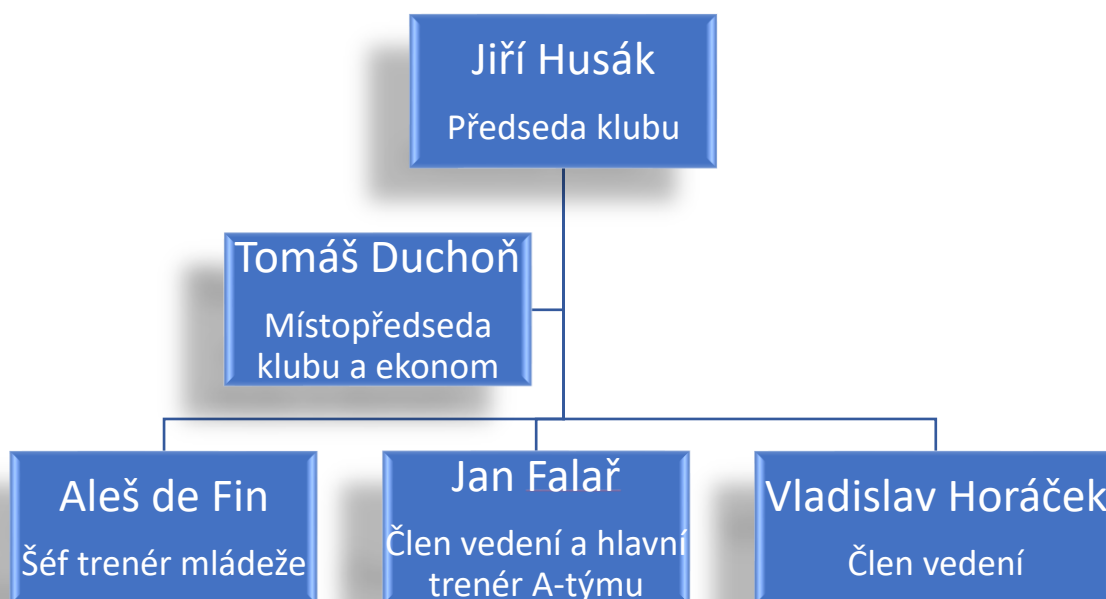 Jiří Husák
Předseda klubu
Tomáš Duchoň
Místopředseda
klubu a ekonom
Aleš de Fin
Šéf trenér mládeže
Jan Falař
Člen vedení a hlavní
trenér A-týmu
Vladislav Horáček
Člen vedení